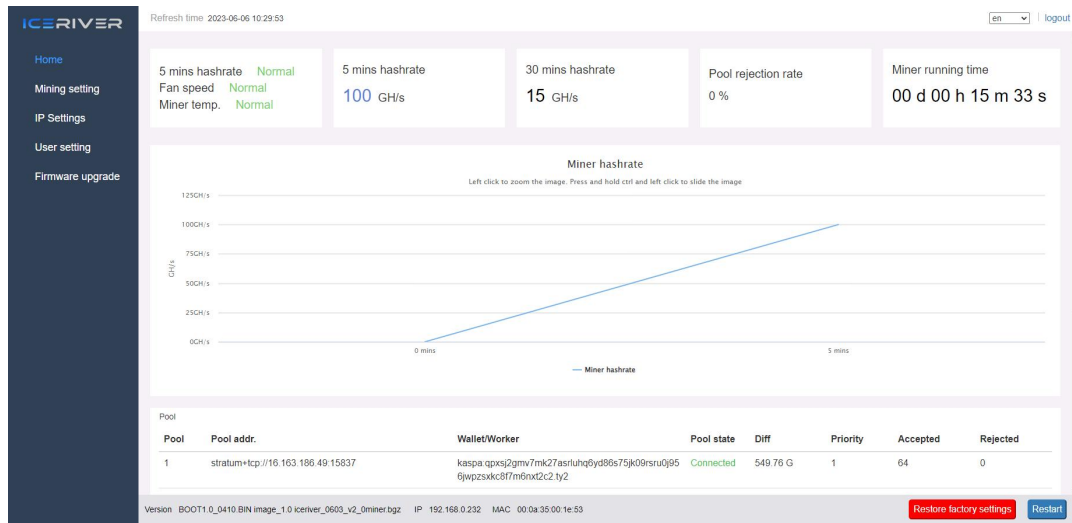 ICERIVER
Refresh time 2023-06-06 10:29:53
en
logout
Home
Mining setting
IP Settings
User setting
Firmware upgrade
5 mins hashrate Normal
Fan speed Normal
Miner temp. Normal
5 mins hashrate
100 GH/s
30 mins hashrate
15 GH/s
Pool rejection rate
0 %
Miner running time
00 d 00 h 15 m 33 s
Miner hashrate
Left click to zoom the image. Press and hold ctrl and left click to slide the image
GH/s
125GH/s
100GH/s
75GH/s
50GH/s
25GH/s
0GH/s
0 mins 5 mins
Miner hashrate
Pool
Pool Pool addr. Wallet/Worker Pool state Diff Priority Accepted Rejected
1 stratum+tcp://16.163.186.49:15837 kaspa:qpxsj2gmv7mk27asrluhq6yd86s75jk09rsru0j95 Connected 549.76 G 1 64 0
6jwpzsxkc8f7m6nxt2c2.ty2
Version BOOT1.0_0410.BIN image_1.0 iceriver_0603_v2_0miner.bgz IP 192.168.0.232 MAC 00:0a:35:00:1e:53
Restore factory settings
Restart